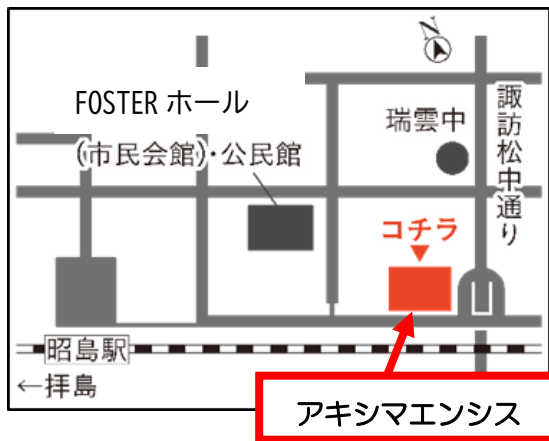 N
FOSTER ホール
(市民会館)・公民館
瑞雲中
諏訪松中通り
コチラ
昭島駅
←拝島
アキシマエンシス